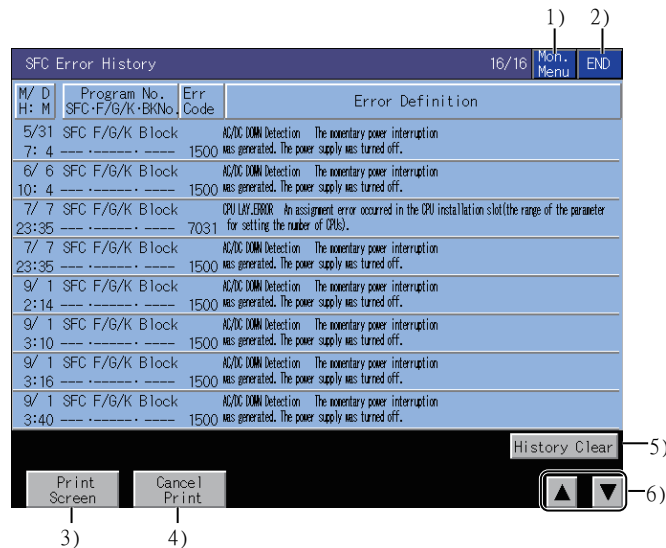 1) 2)
SFC Error History 16/16 Mon. Menu END
M/ D Program No. Err Error Definition
H: M SFC·F/G/K·BKNo. Code
5/31 SFC F/G/K Block AC/DC DOWN Detection The momentary power interruption
7: 4 --- ·-----· ---- 1500 was generated. The power supply was turned off.
6/ 6 SFC F/G/K Block AC/DC DOWN Detection The momentary power interruption
10: 4 --- ·-----· ---- 1500 was generated. The power supply was turned off.
7/ 7 SFC F/G/K Block CPU LAY.ERROR An assignment error occurred in the CPU installation slot(the range of the parameter
23:35 --- ·-----· ---- 7031 for setting the number of CPUs).
7/ 7 SFC F/G/K Block AC/DC DOWN Detection The momentary power interruption
23:35 --- ·-----· ---- 1500 was generated. The power supply was turned off.
9/ 1 SFC F/G/K Block AC/DC DOWN Detection The momentary power interruption
2:14 --- ·-----· ---- 1500 was generated. The power supply was turned off.
9/ 1 SFC F/G/K Block AC/DC DOWN Detection The momentary power interruption
3:10 --- ·-----· ---- 1500 was generated. The power supply was turned off.
9/ 1 SFC F/G/K Block AC/DC DOWN Detection The momentary power interruption
3:16 --- ·-----· ---- 1500 was generated. The power supply was turned off.
9/ 1 SFC F/G/K Block AC/DC DOWN Detection The momentary power interruption
3:40 --- ·-----· ---- 1500 was generated. The power supply was turned off.
History Clear 5)
Print Cancel
Screen Print ▲ ▼ 6)
3) 4)